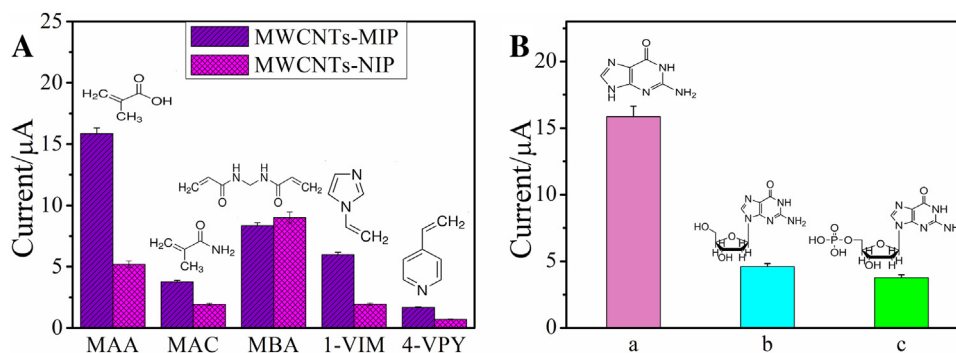 A
MWCNTs-MIP
MWCNTs-NIP
Current/μA
25
20
15
10
5
0
H₂C
OH
O
CH₃
H₂C
O
NH₂
CH₃
H₂C
O
H
N
H
N
O
CH₂
N
N
CH₂
CH₂
N
MAA
MAC
MBA
1-VIM
4-VPY
B
Current/μA
20
15
10
5
0
O
N
NH
N
H
N
NH₂
O
N
NH
N
N
NH₂
HO
O
H
H
OH
H
O
N
NH
N
N
O
HO
P
O
OH
O
H
H
OH
H
a
b
c